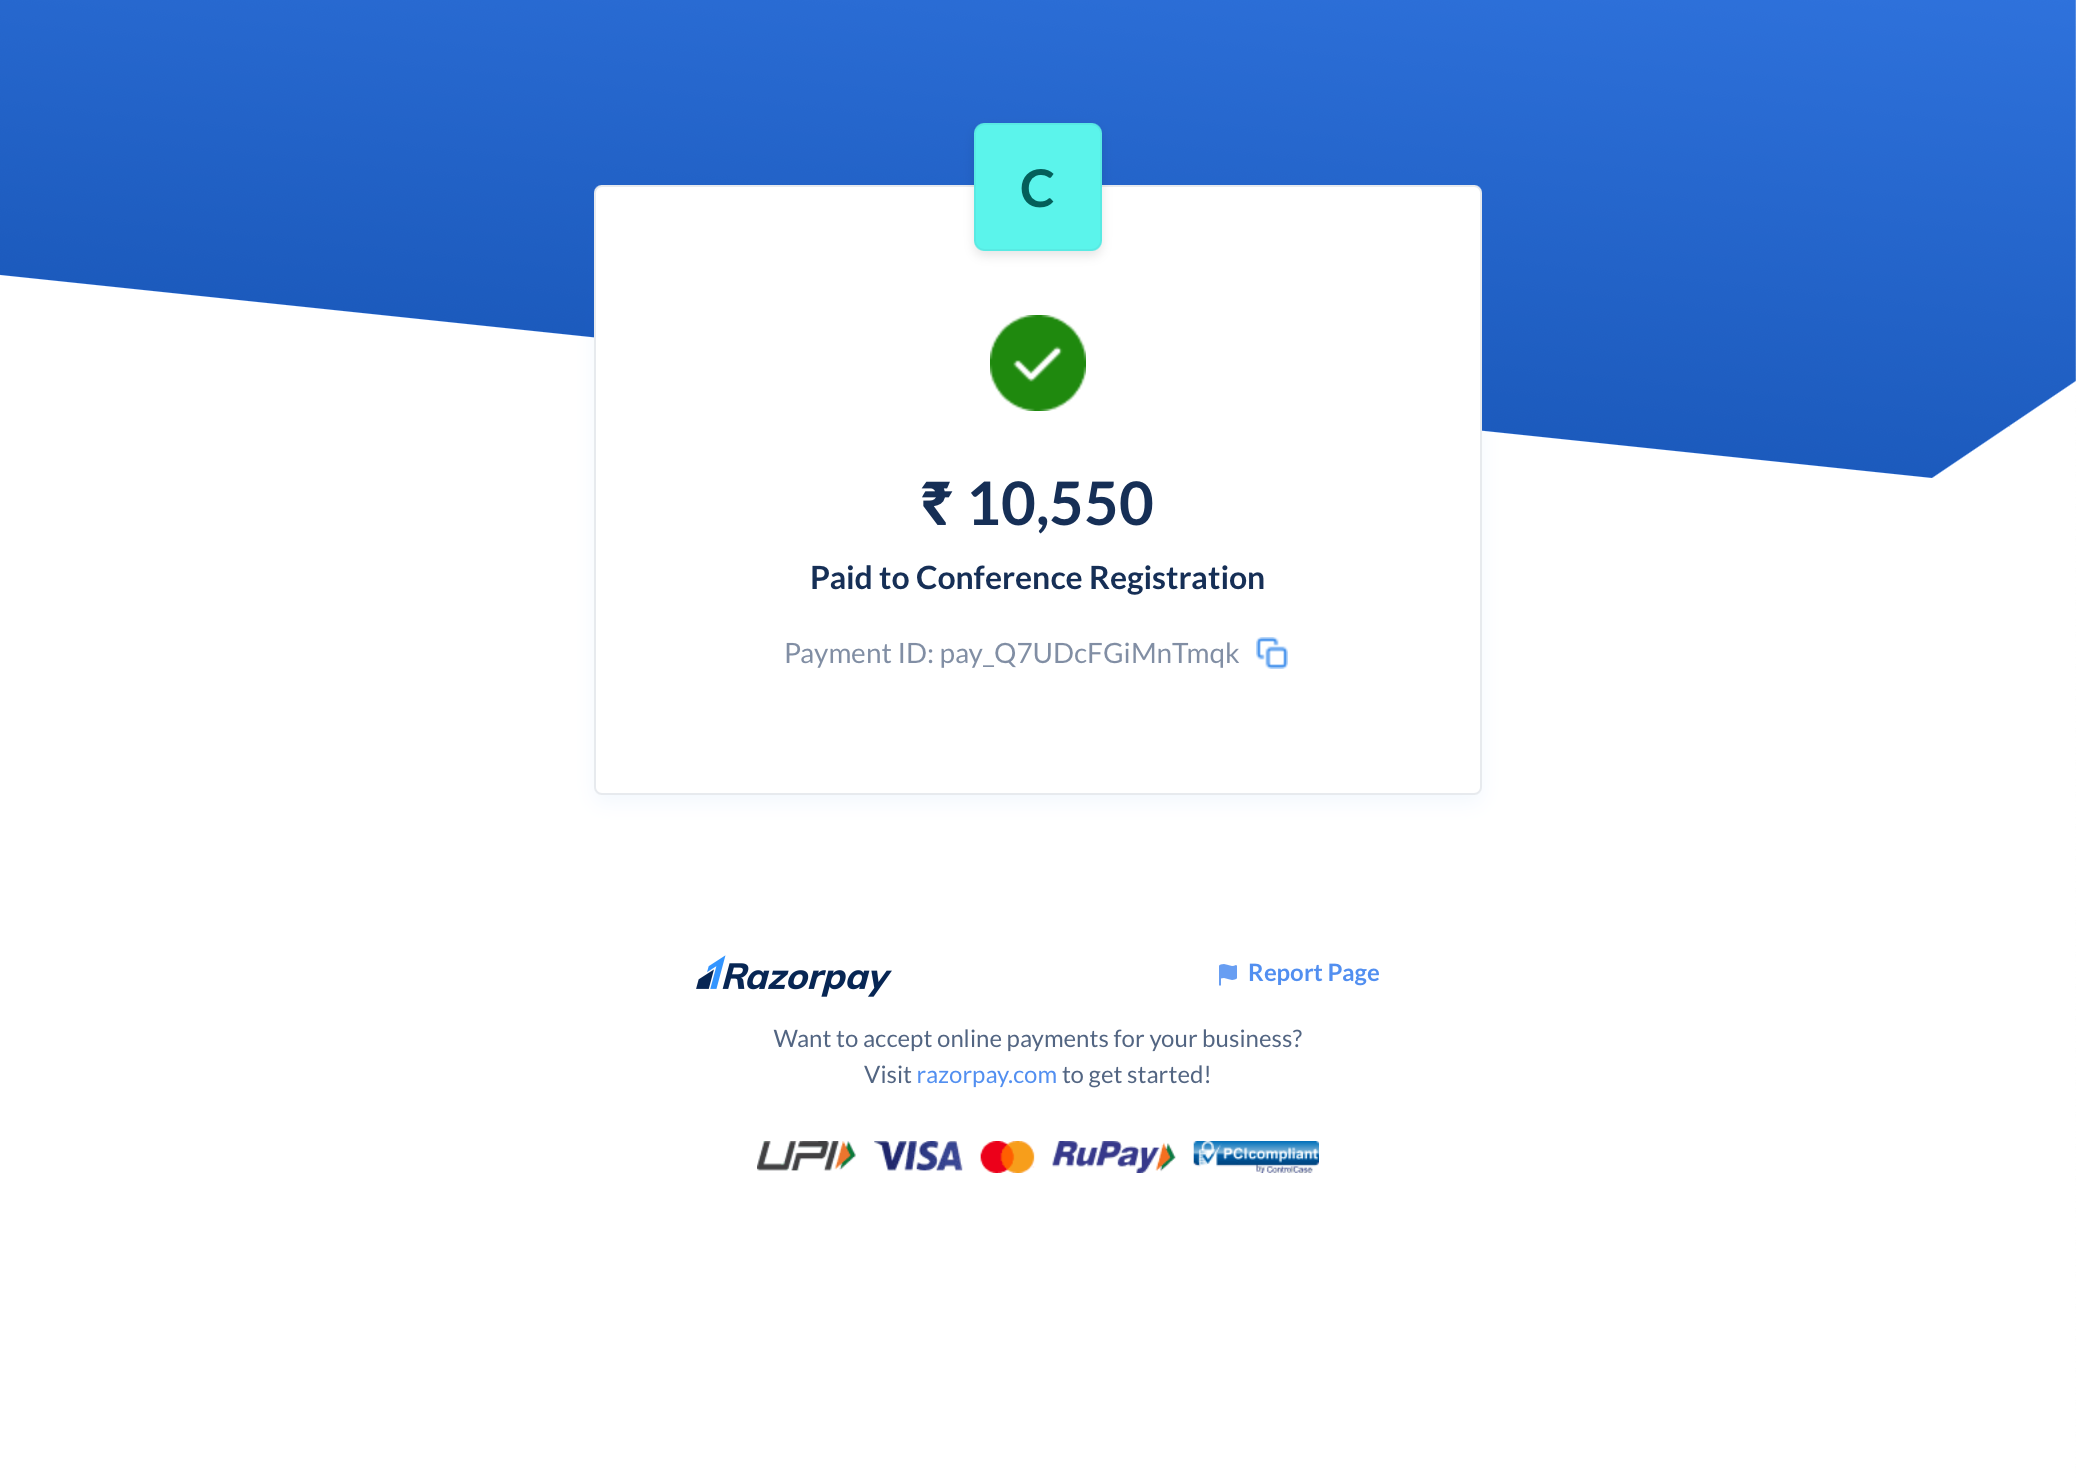 C
₹ 10,550
Paid to Conference Registration
Payment ID: pay_Q7UDcFGiMnTmqk
Razorpay
Report Page
Want to accept online payments for your business?
Visit razorpay.com to get started!
UPI VISA RuPay PCIcompliant
by ControlCase